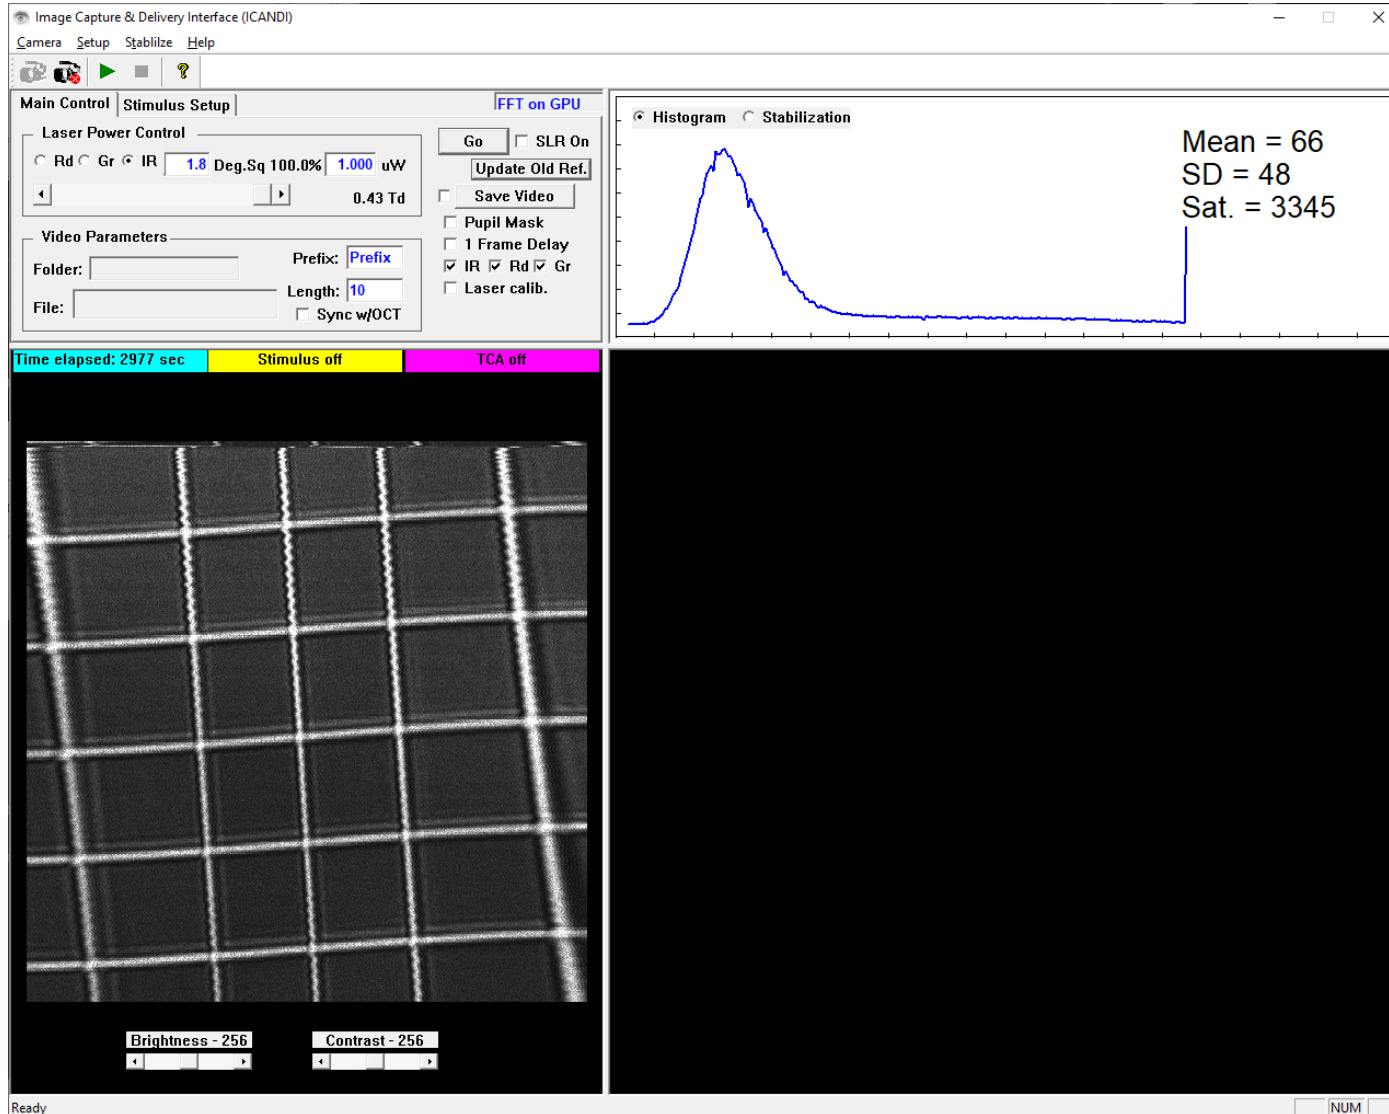 Image Capture & Delivery Interface (ICANDI)
Camera Setup Stablilze Help
Main Control Stimulus Setup FFT on GPU
Laser Power Control
Rd Gr IR 1.8 Deg.Sq 100.0% 1.000 uW
0.43 Td
Go SLR On
Update Old Ref.
Save Video
Pupil Mask
1 Frame Delay
IR Rd Gr
Laser calib.
Video Parameters
Folder:
Prefix: Prefix
File:
Length: 10
Sync w/OCT
Histogram Stabilization
Mean = 66
SD = 48
Sat. = 3345
Time elapsed: 2977 sec Stimulus off TCA off
Brightness - 256 Contrast - 256
Ready NUM